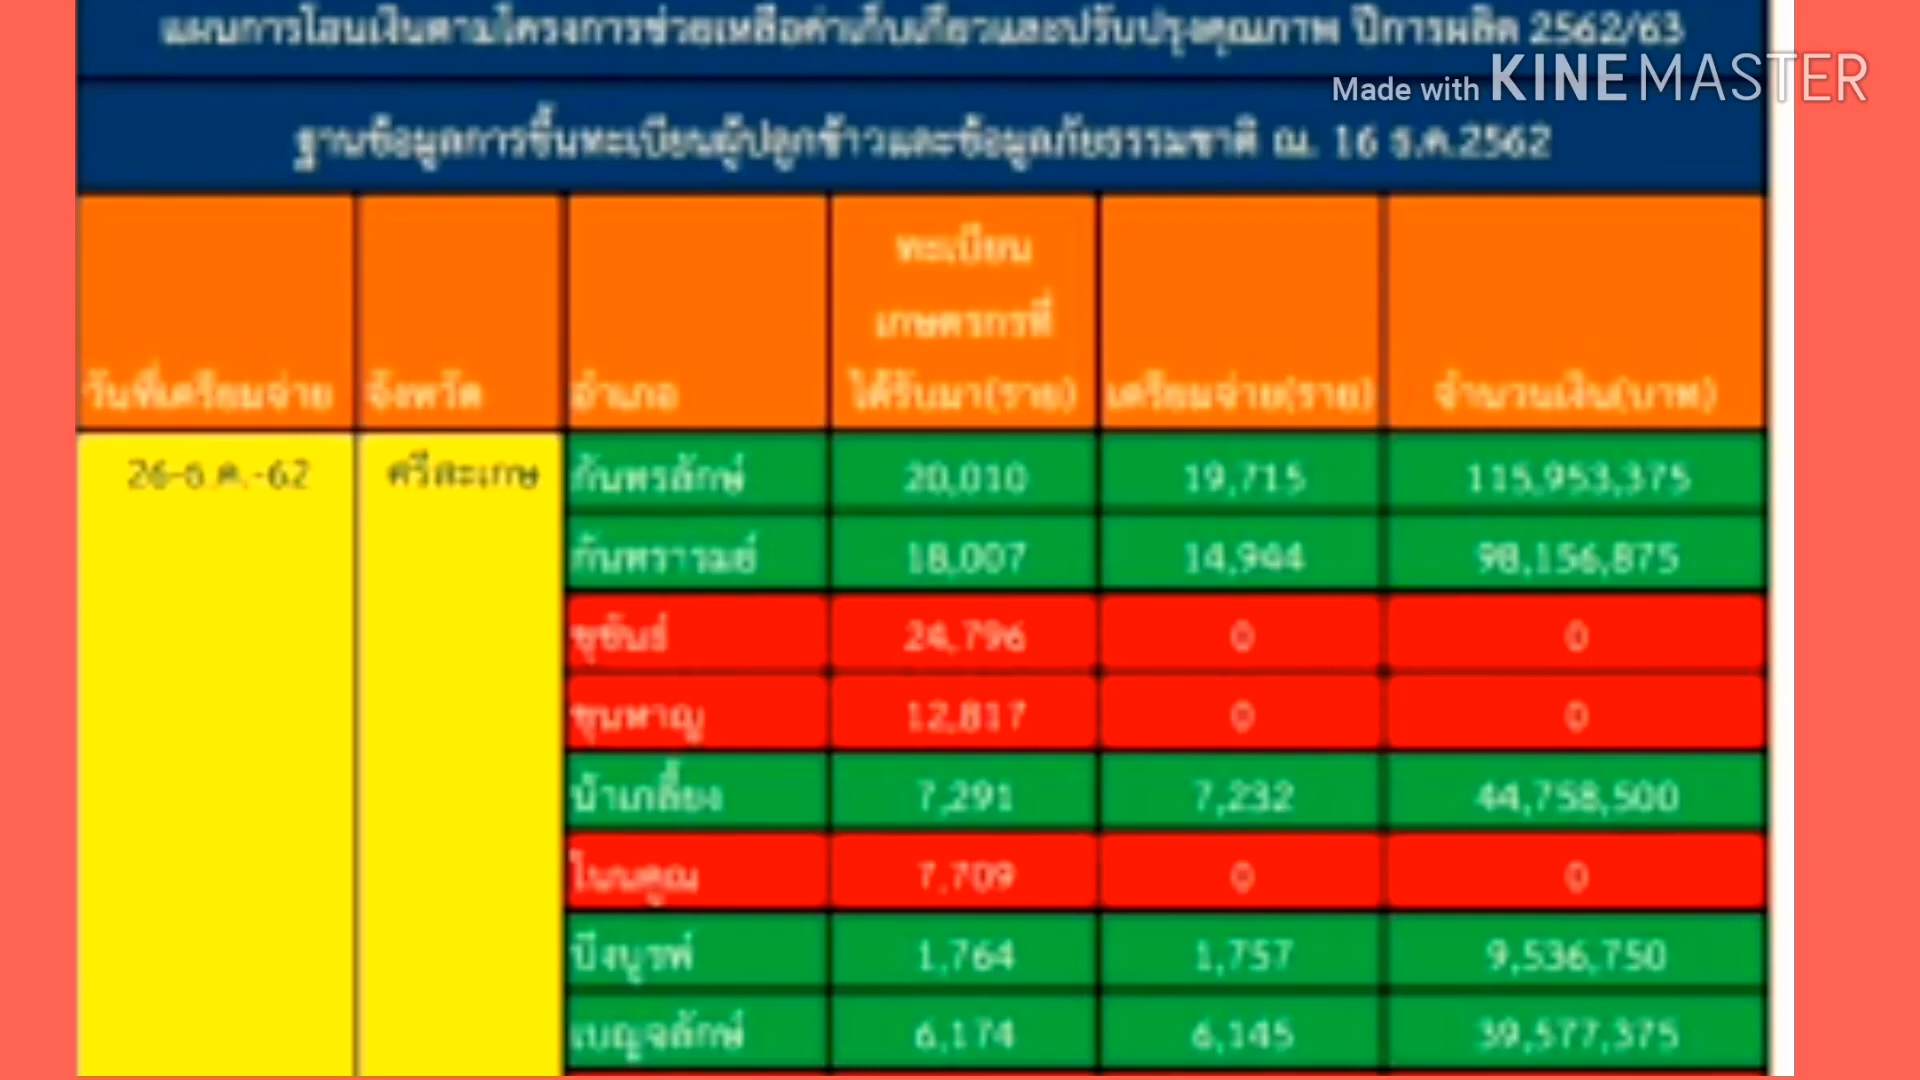 แผนการโอนเงินตามโครงการช่วยเหลือค่าเก็บเกี่ยวและปรับปรุงคุณภาพ ปีการผลิต 2562/63
Made with KINEMASTER
ฐานข้อมูลการขึ้นทะเบียนผู้ปลูกข้าวและข้อมูลภัยธรรมชาติ ณ. 16 ธ.ค.2562
วันที่เตรียมจ่าย จังหวัด อำเภอ ทะเบียน
เกษตรกรที่
ได้รับมา(ราย) เตรียมจ่าย(ราย) จำนวนเงิน(บาท)
26-ธ.ค.-62 ศรีสะเกษ กันทรลักษ์ 20,010 19,715 115,953,375
กันทรารมย์ 18,007 14,944 98,156,875
ขุขันธ์ 24,796 0 0
ขุนหาญ 12,817 0 0
น้ำเกลี้ยง 7,291 7,232 44,758,500
โนนคูณ 7,709 0 0
บึงบูรพ์ 1,764 1,757 9,536,750
เบญจลักษ์ 6,174 6,145 39,577,375